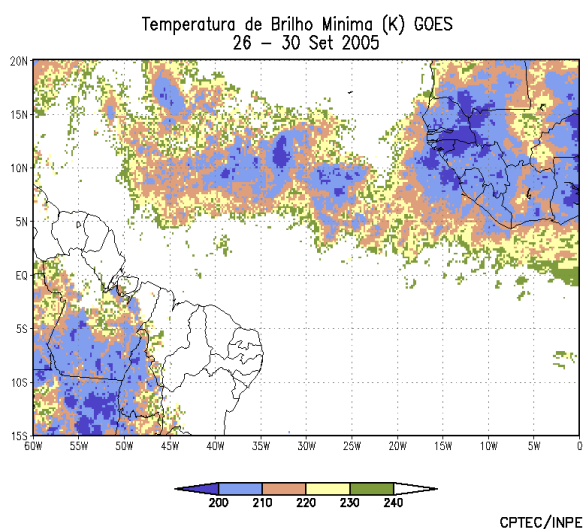 Temperatura de Brilho Minima (K) GOES
26 – 30 Set 2005
20N
15N
10N
5N
EQ
5S
10S
15S
60W 55W 50W 45W 40W 35W 30W 25W 20W 15W 10W 5W 0
200 210 220 230 240
CPTEC/INPE